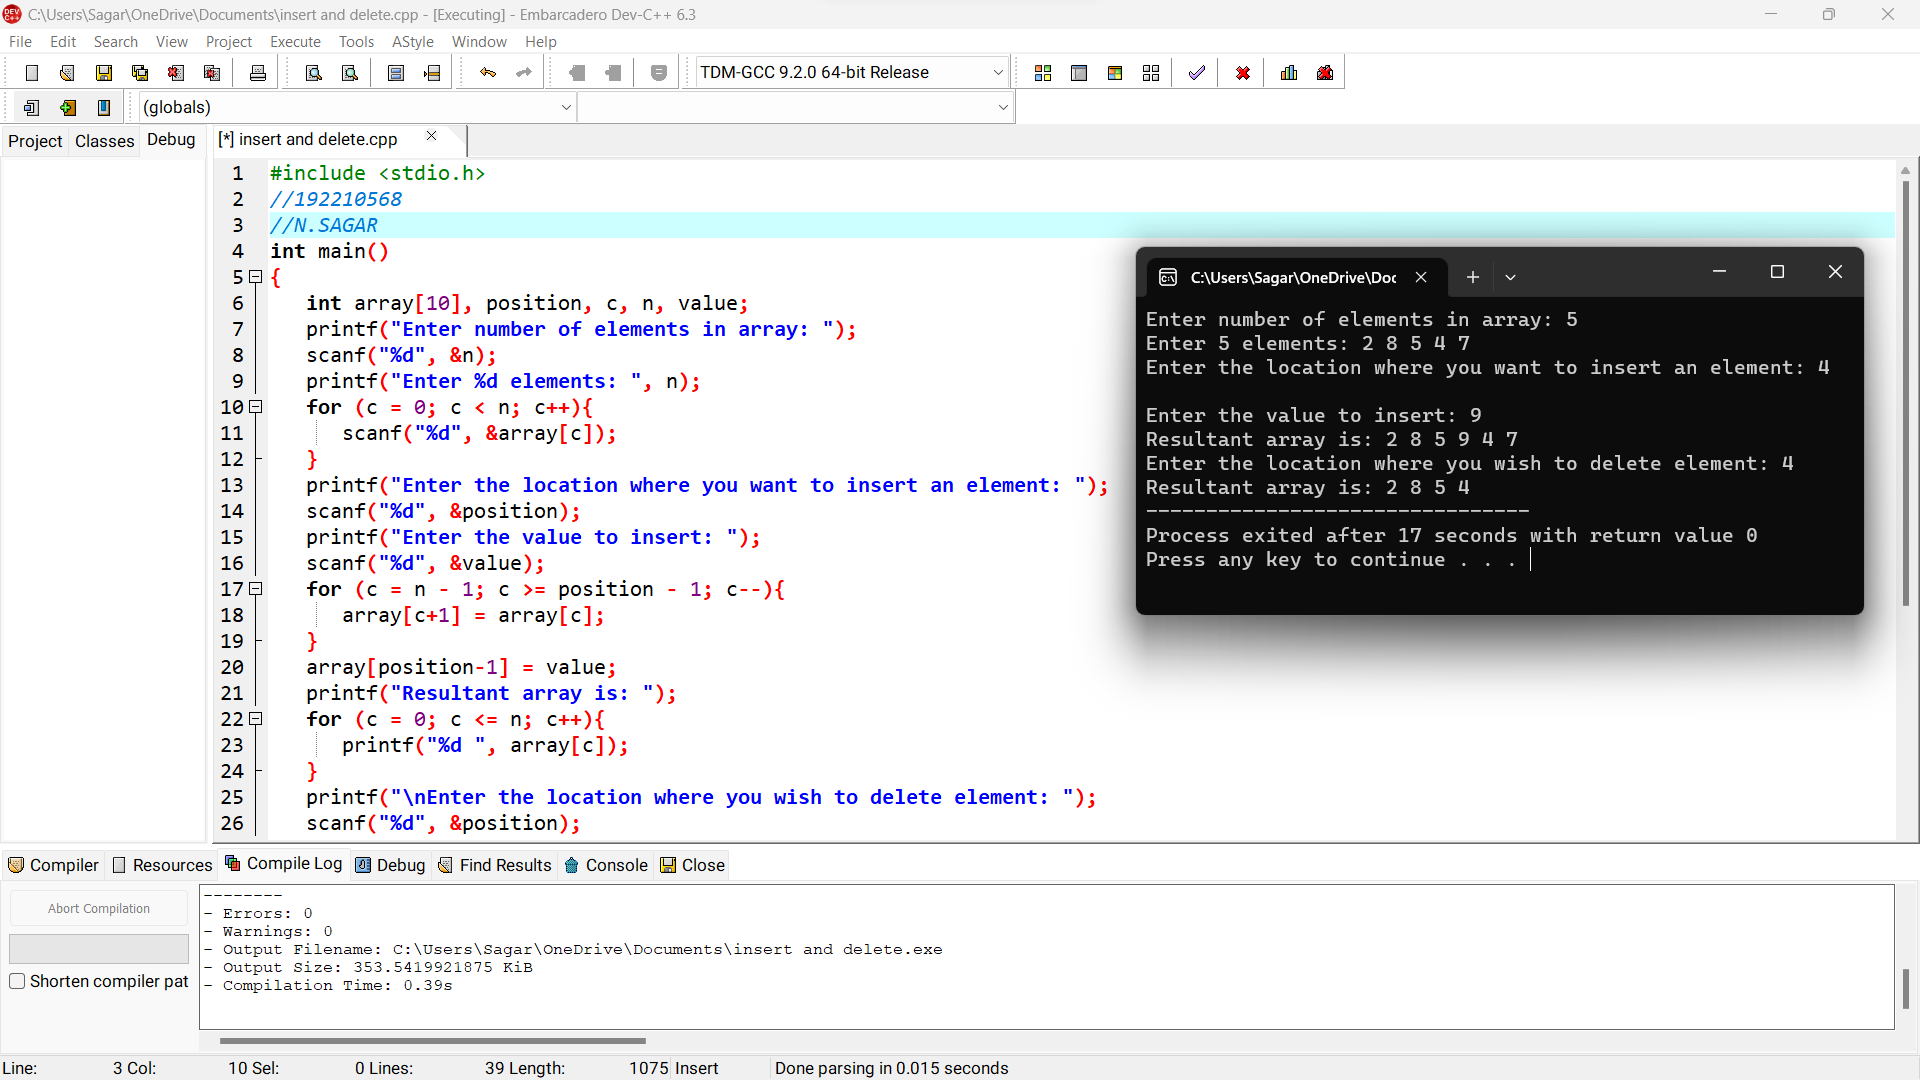 C:\Users\Sagar\OneDrive\Documents\insert and delete.cpp - [Executing] - Embarcadero Dev-C++ 6.3
File Edit Search View Project Execute Tools AStyle Window Help
TDM-GCC 9.2.0 64-bit Release
(globals)
Project Classes Debug
[*] insert and delete.cpp
1 #include <stdio.h>
2 //192210568
3 //N.SAGAR
4 int main()
5 {
6 int array[10], position, c, n, value;
7 printf("Enter number of elements in array: ");
8 scanf("%d", &n);
9 printf("Enter %d elements: ", n);
10 for (c = 0; c < n; c++){
11 scanf("%d", &array[c]);
12 }
13 printf("Enter the location where you want to insert an element: ");
14 scanf("%d", &position);
15 printf("Enter the value to insert: ");
16 scanf("%d", &value);
17 for (c = n - 1; c >= position - 1; c--){
18 array[c+1] = array[c];
19 }
20 array[position-1] = value;
21 printf("Resultant array is: ");
22 for (c = 0; c <= n; c++){
23 printf("%d ", array[c]);
24 }
25 printf("\nEnter the location where you wish to delete element: ");
26 scanf("%d", &position);
C:\Users\Sagar\OneDrive\Doc
Enter number of elements in array: 5
Enter 5 elements: 2 8 5 4 7
Enter the location where you want to insert an element: 4
Enter the value to insert: 9
Resultant array is: 2 8 5 9 4 7
Enter the location where you wish to delete element: 4
Resultant array is: 2 8 5 4
--------------------------------
Process exited after 17 seconds with return value 0
Press any key to continue . . .
Compiler Resources Compile Log Debug Find Results Console Close
Abort Compilation
Shorten compiler pat
--------
- Errors: 0
- Warnings: 0
- Output Filename: C:\Users\Sagar\OneDrive\Documents\insert and delete.exe
- Output Size: 353.5419921875 KiB
- Compilation Time: 0.39s
Line: 3 Col: 10 Sel: 0 Lines: 39 Length: 1075 Insert Done parsing in 0.015 seconds